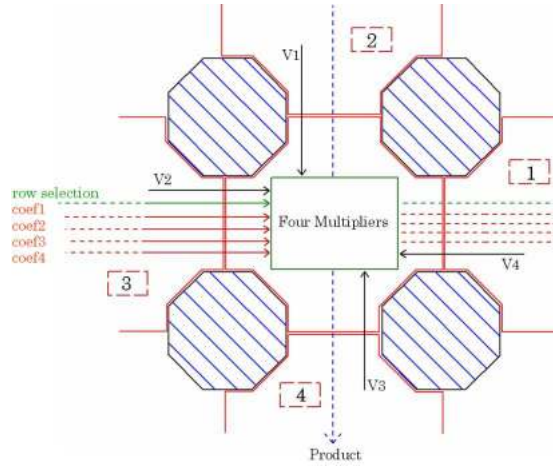 2
V1
1
V2
row selection
coef1
coef2
coef3
coef4
Four Multipliers
V4
3
V3
4
Product